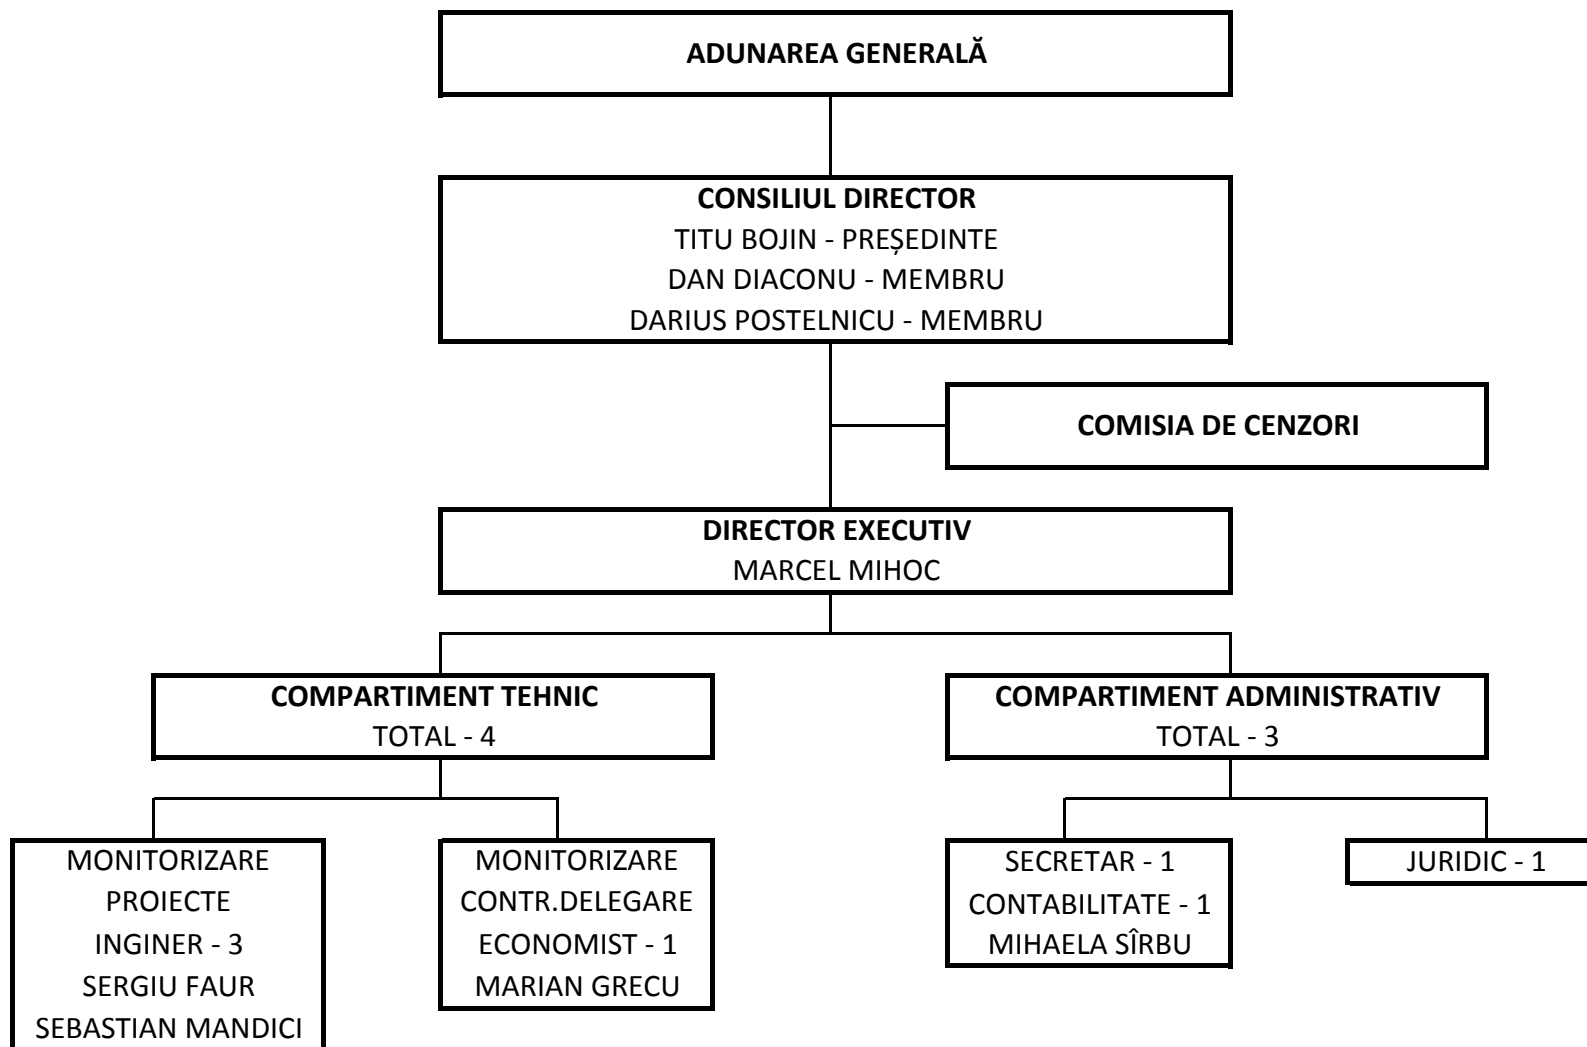 ADUNAREA GENERALĂ
CONSILIUL DIRECTOR
TITU BOJIN - PREȘEDINTE
DAN DIACONU - MEMBRU
DARIUS POSTELNICU - MEMBRU
COMISIA DE CENZORI
DIRECTOR EXECUTIV
MARCEL MIHOC
COMPARTIMENT TEHNIC
TOTAL - 4
COMPARTIMENT ADMINISTRATIV
TOTAL - 3
MONITORIZARE
PROIECTE
INGINER - 3
SERGIU FAUR
SEBASTIAN MANDICI
MONITORIZARE
CONTR.DELEGARE
ECONOMIST - 1
MARIAN GRECU
SECRETAR - 1
CONTABILITATE - 1
MIHAELA SÎRBU
JURIDIC - 1